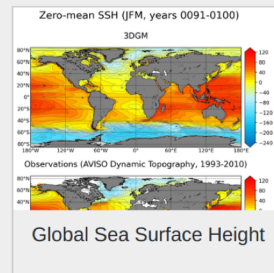 Zero-mean SSH (JFM, years 0091-0100)
3DGM
80°N
60°N
40°N
20°N
0°
20°S
40°S
60°S
80°S
180°W 120°W 60°W 0° 60°E 120°E 180°E
120
80
40
0
-40
-80
-120
-160
-200
-240
Observations (AVISO Dynamic Topography, 1993-2010)
80°N
60°N
40°N
120
80
40
Global Sea Surface Height